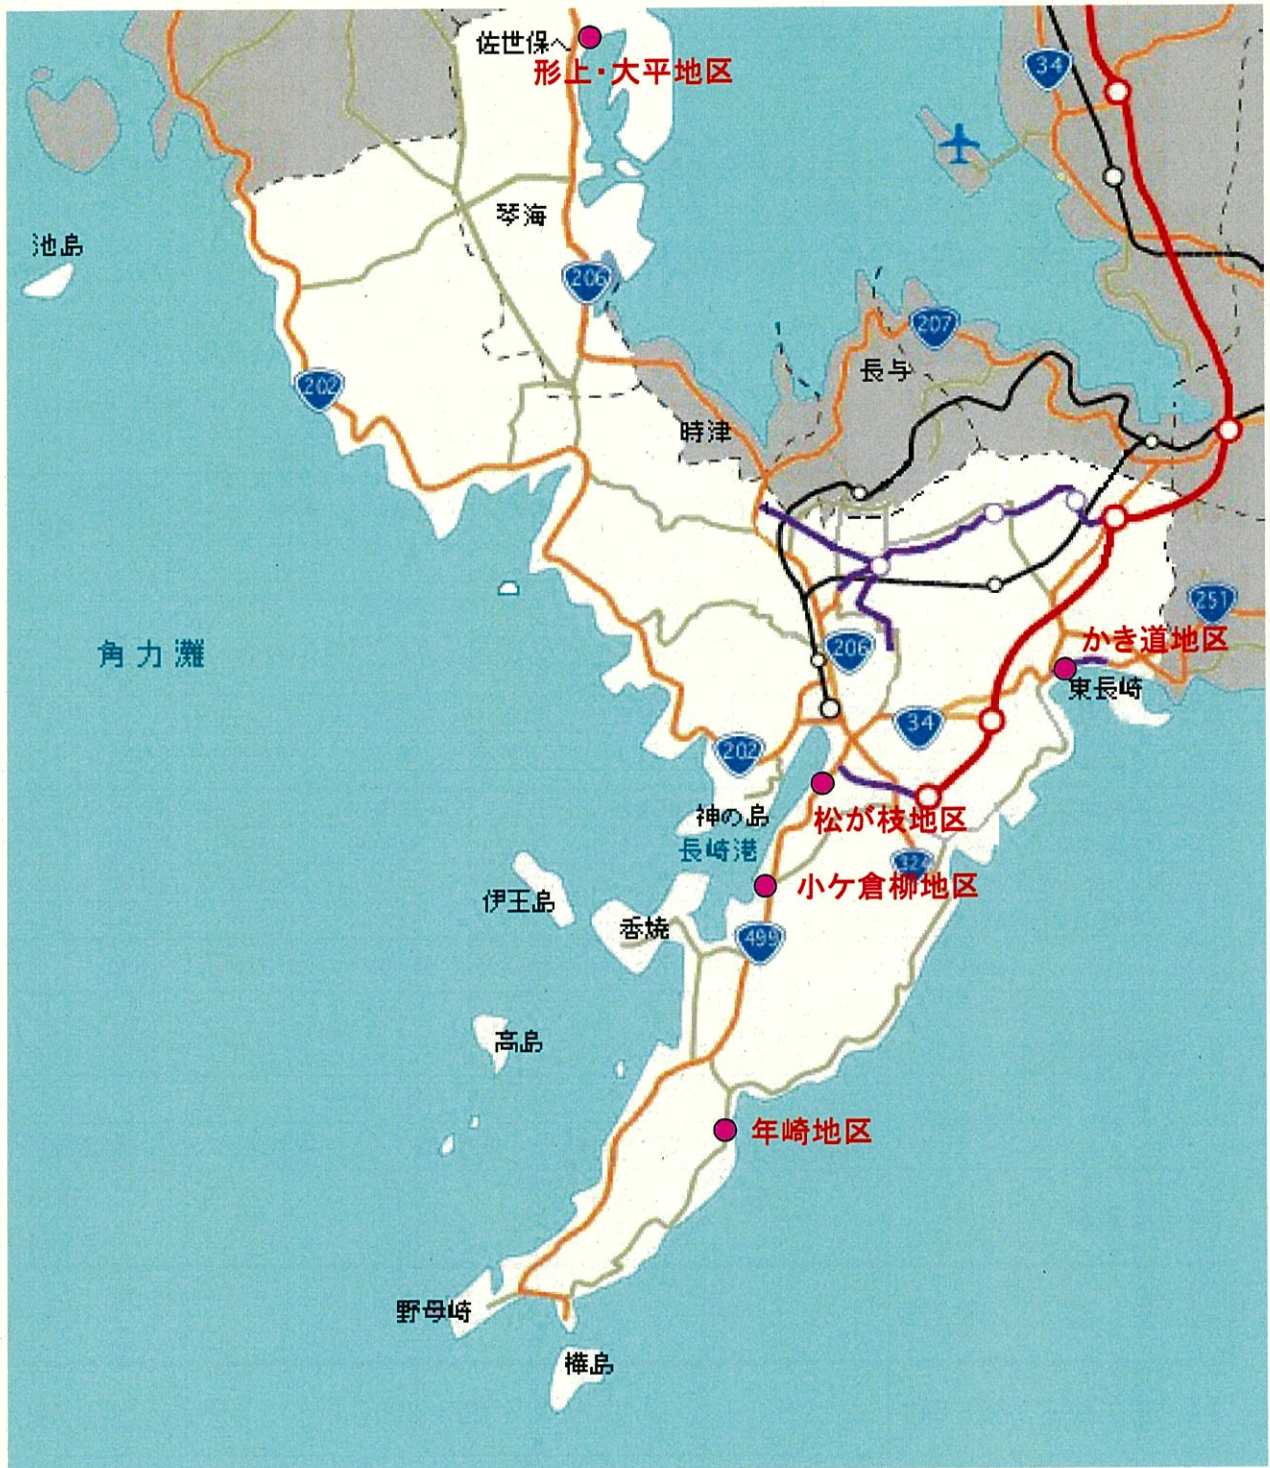 佐世保へ
形上・大平地区
34
琴海
池島
206
207
長与
202
時津
251
かき道地区
角力灘
206
東長崎
34
202
神の島
松が枝地区
長崎港
324
小ケ倉柳地区
伊王島
香焼
499
高島
年崎地区
野母崎
樺島